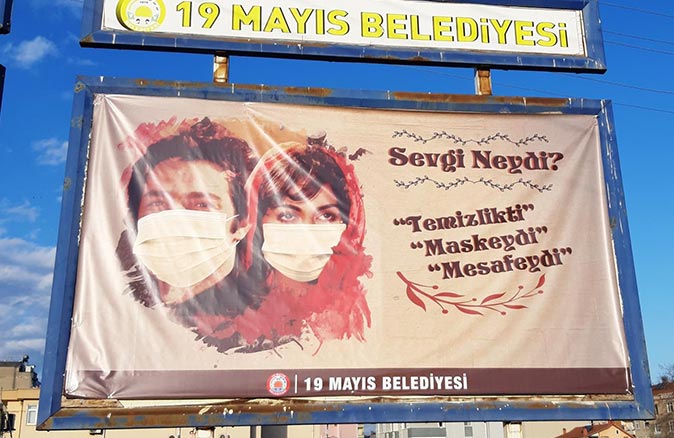 19 MAYIS BELEDİYESİ
Sevgi Neydi?
“Temizlikti”
“Maskeydi”
“Mesafeydi”
19 MAYIS BELEDİYESİ